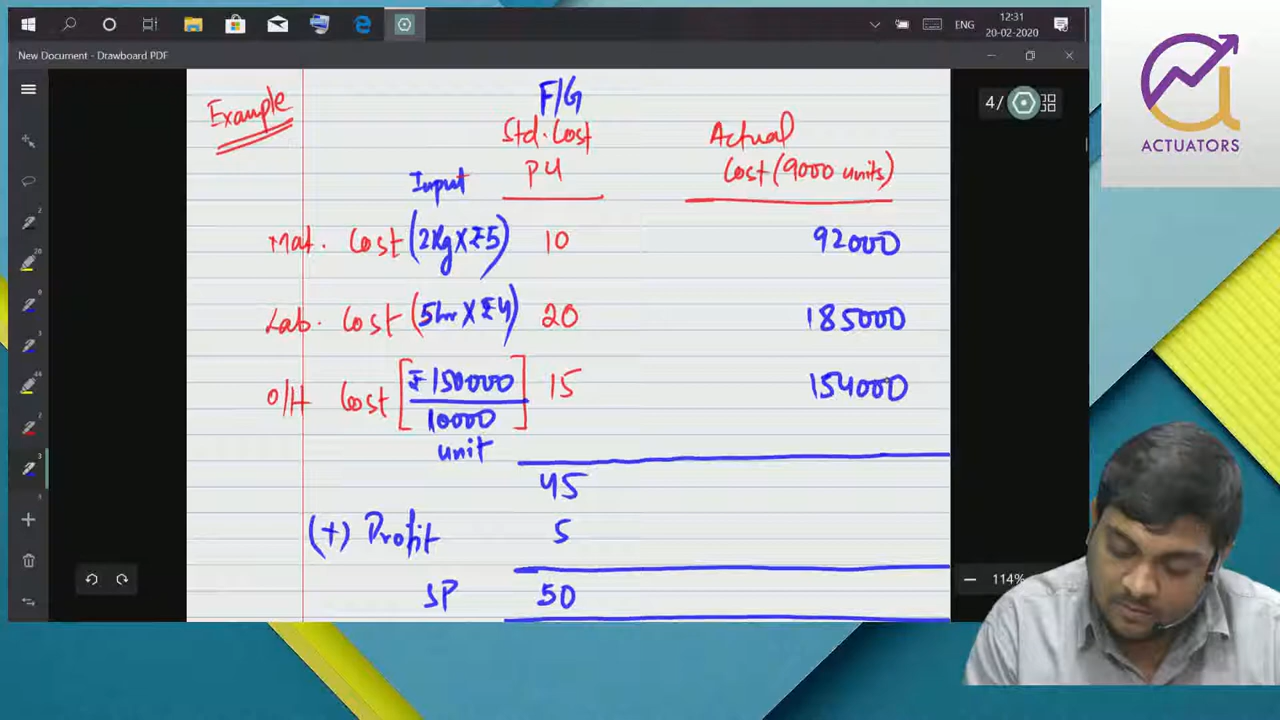 12:31
ENG
20-02-2020
New Document - Drawboard PDF
ACTUATORS
4/
Example
F/G
Std. Cost
PU
Actual
Cost (9000 units)
Input
Mat. Cost (2Kg X ₹5) 10 92000
Lab. Cost (5hr X ₹4) 20 185000
O/H Cost [₹150000 15 154000
10000
unit
45
(+) Profit 5
SP 50
114%